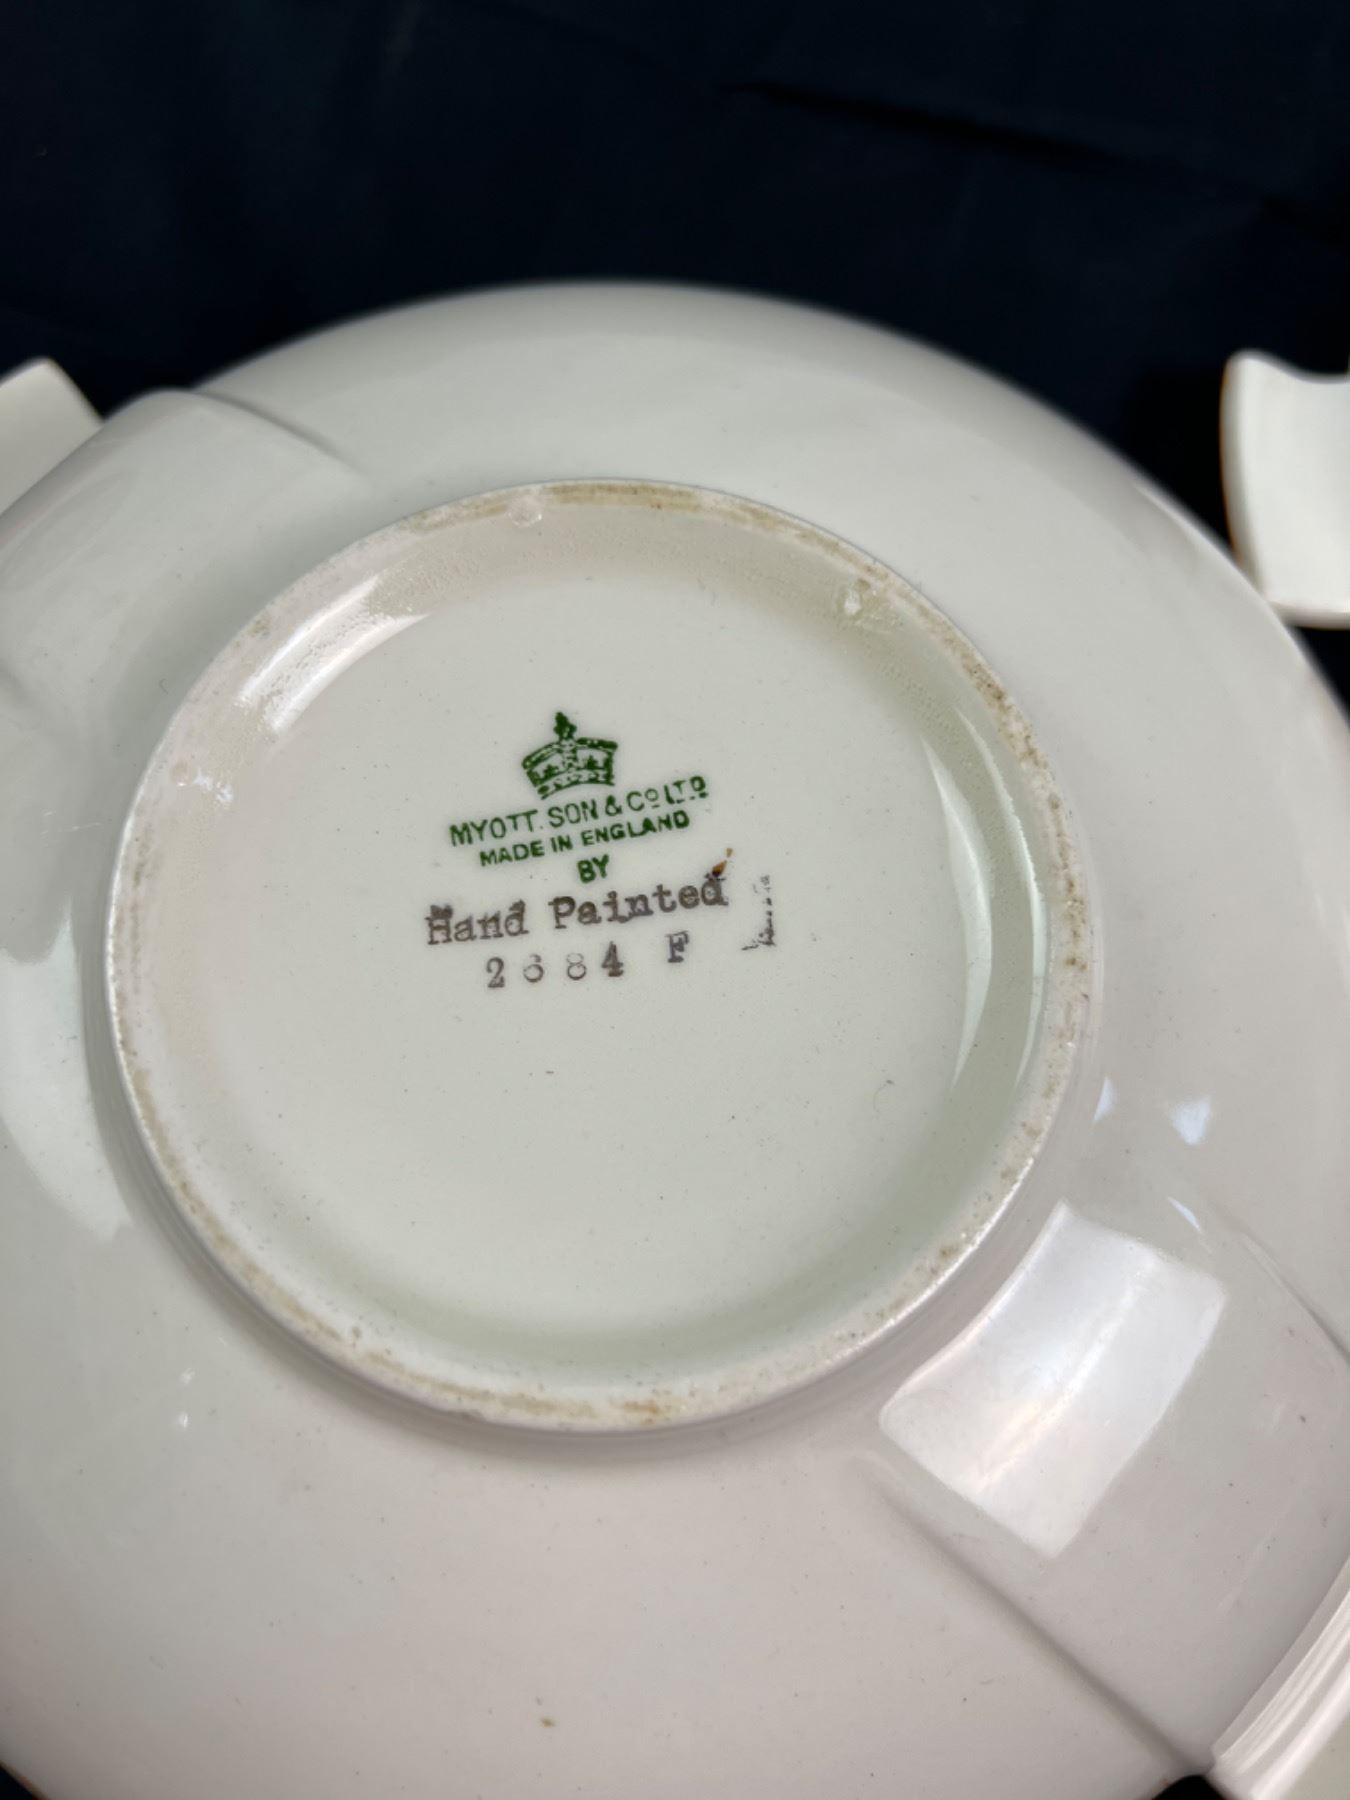 MYOTT. SON & Cº LTD
MADE IN ENGLAND
BY
Hand Painted
2684 F